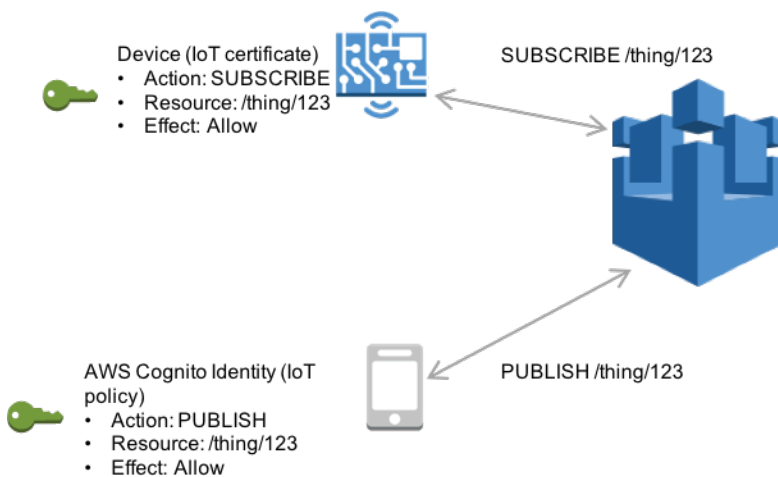 Device (IoT certificate)
• Action: SUBSCRIBE
• Resource: /thing/123
• Effect: Allow
SUBSCRIBE /thing/123
AWS Cognito Identity (IoT
policy)
• Action: PUBLISH
• Resource: /thing/123
• Effect: Allow
PUBLISH /thing/123